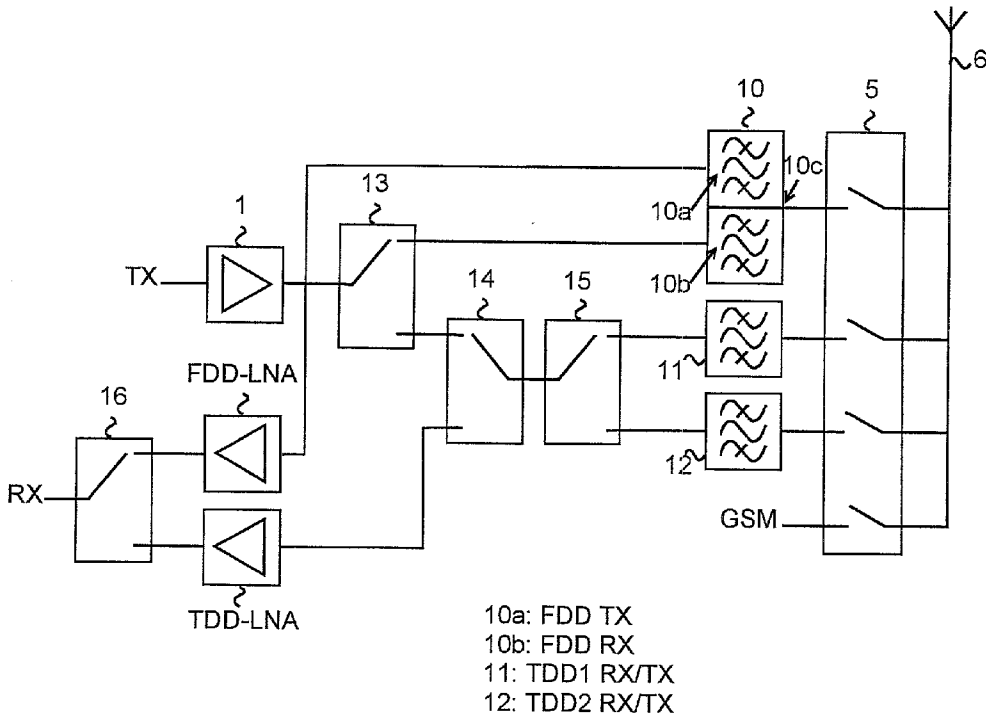 6
10
5
10c
13
10a
1
TX
10b
14
15
FDD-LNA
11
16
RX
12
GSM
TDD-LNA
10a: FDD TX
10b: FDD RX
11: TDD1 RX/TX
12: TDD2 RX/TX